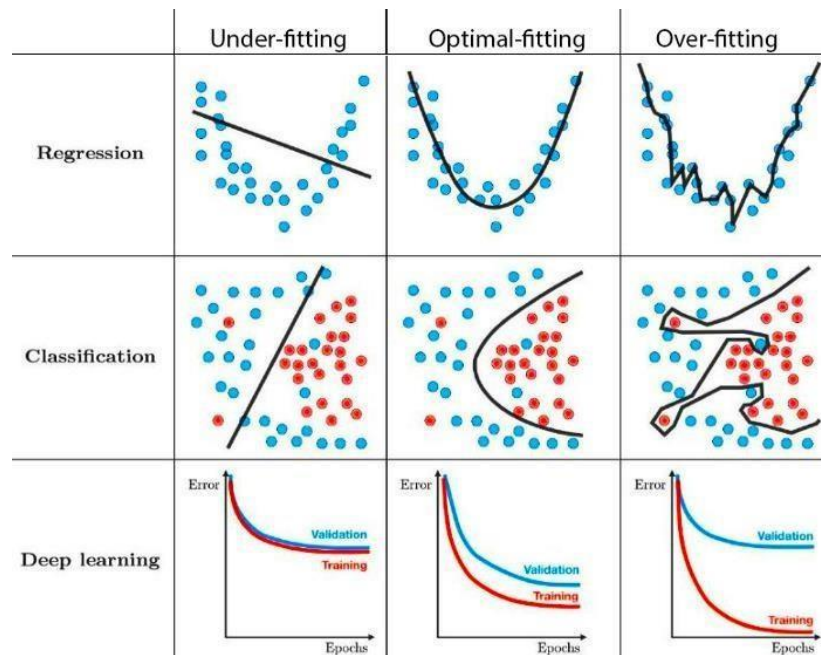 Under-fitting
Optimal-fitting
Over-fitting
Regression
Classification
Deep learning
Error
Validation
Training
Epochs
Error
Validation
Training
Epochs
Error
Validation
Training
Epochs